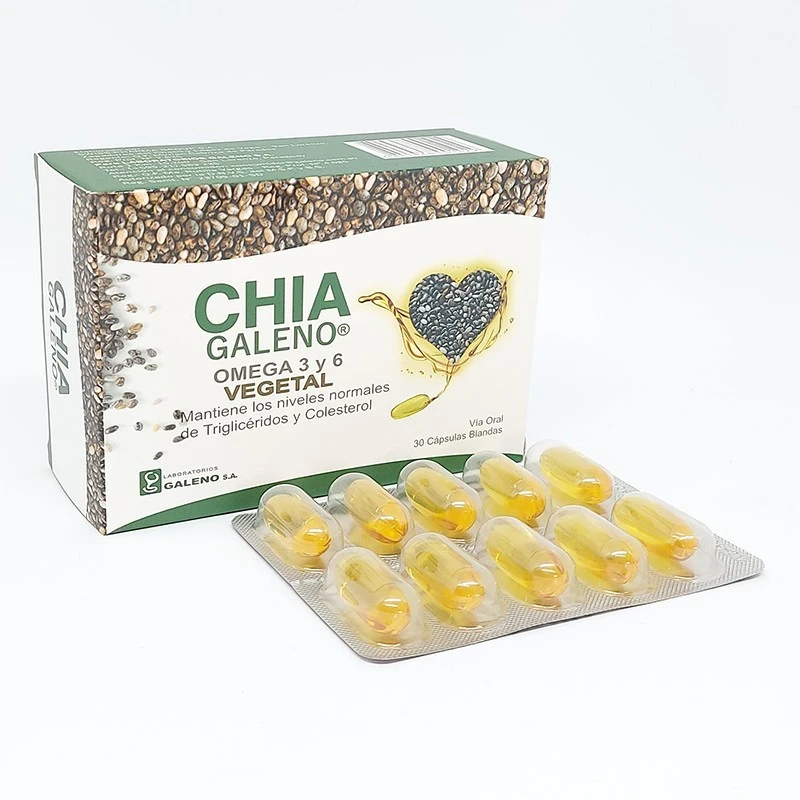 CHIA
GALENO®
OMEGA 3 y 6
VEGETAL
Mantiene los niveles normales
de Triglicéridos y Colesterol
Vía Oral
30 Cápsulas Blandas
LABORATORIOS
GALENO S.A.
CHIA
GALENO®